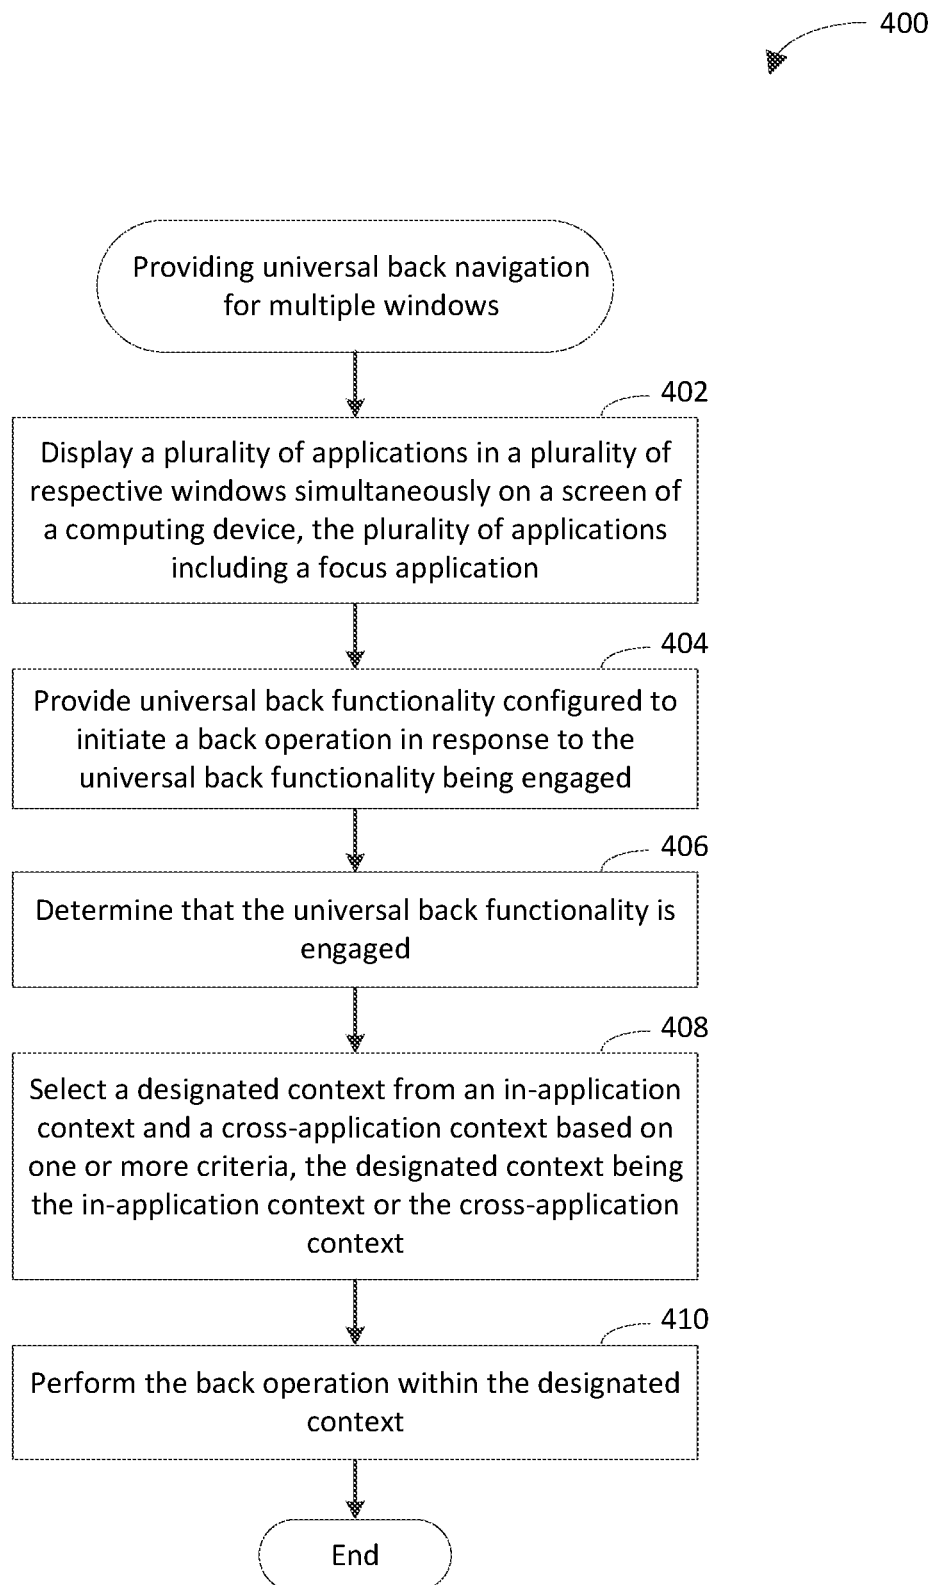 400
Providing universal back navigation
for multiple windows
402
Display a plurality of applications in a plurality of
respective windows simultaneously on a screen of
a computing device, the plurality of applications
including a focus application
404
Provide universal back functionality configured to
initiate a back operation in response to the
universal back functionality being engaged
406
Determine that the universal back functionality is
engaged
408
Select a designated context from an in-application
context and a cross-application context based on
one or more criteria, the designated context being
the in-application context or the cross-application
context
410
Perform the back operation within the designated
context
End